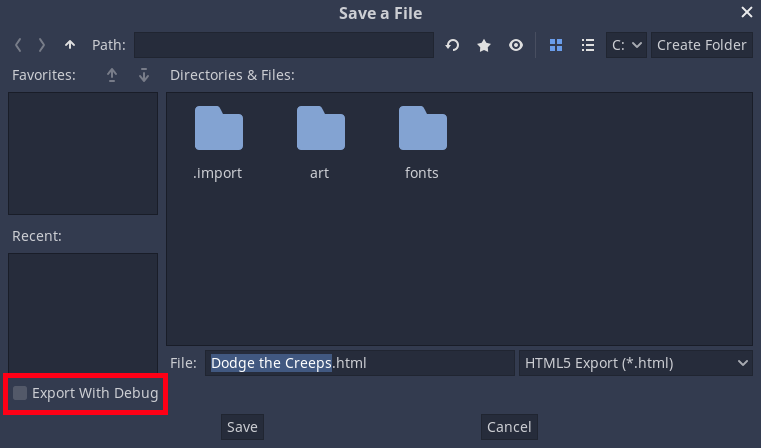 Save a File
Path:
C:
Create Folder
Favorites:
Directories & Files:
.import
art
fonts
Recent:
File:
Dodge the Creeps.html
HTML5 Export (*.html)
Export With Debug
Save
Cancel